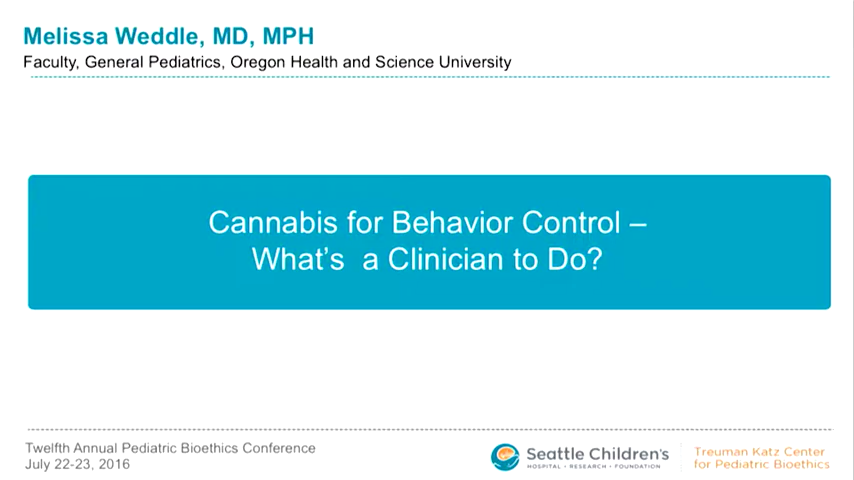 Melissa Weddle, MD, MPH
Faculty, General Pediatrics, Oregon Health and Science University
Cannabis for Behavior Control –
What's  a Clinician to Do?
Twelfth Annual Pediatric Bioethics Conference
July 22-23, 2016
Seattle Children's
HOSPITAL • RESEARCH • FOUNDATION
Treuman Katz Center
for Pediatric Bioethics